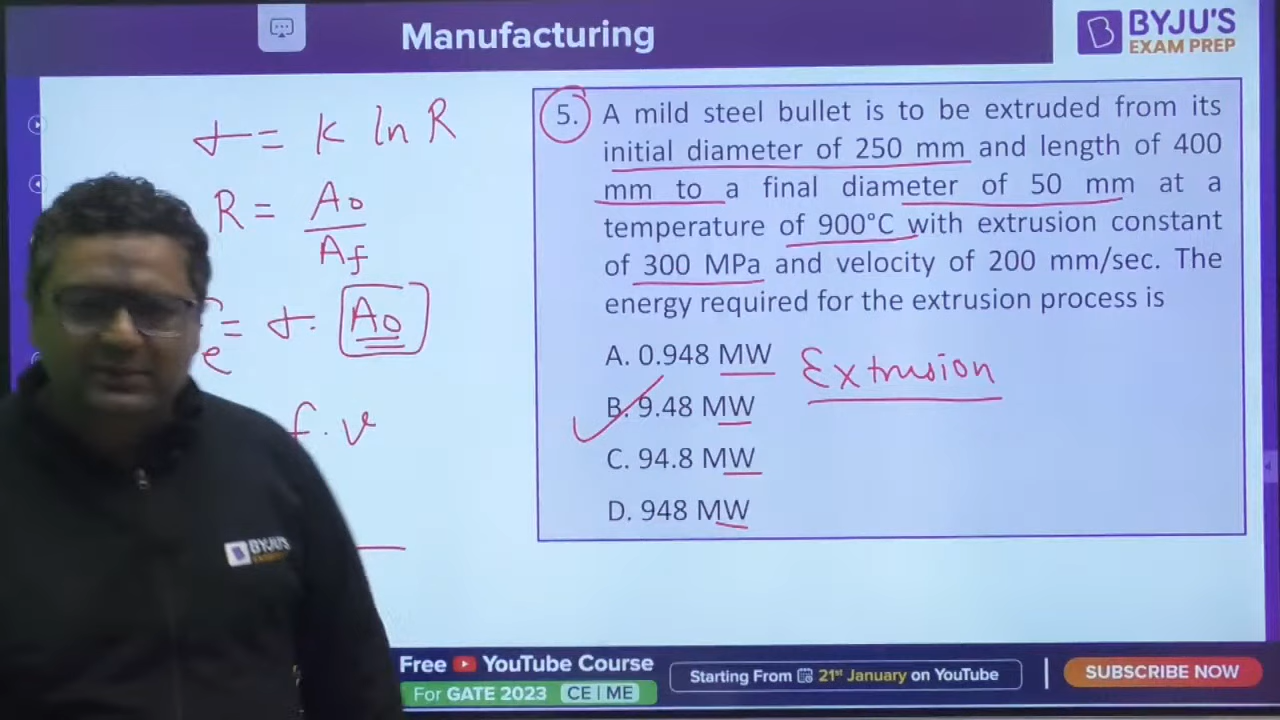 Manufacturing
BYJU'S
EXAM PREP
σ = K ln R
R = A₀
A_f
= σ. A₀
e
f. v
5. A mild steel bullet is to be extruded from its
initial diameter of 250 mm and length of 400
mm to a final diameter of 50 mm at a
temperature of 900°C with extrusion constant
of 300 MPa and velocity of 200 mm/sec. The
energy required for the extrusion process is
A. 0.948 MW
B. 9.48 MW
C. 94.8 MW
D. 948 MW
Extrusion
BYJU'S
Free YouTube Course
For GATE 2023 CE | ME
Starting From 21st January on YouTube
SUBSCRIBE NOW